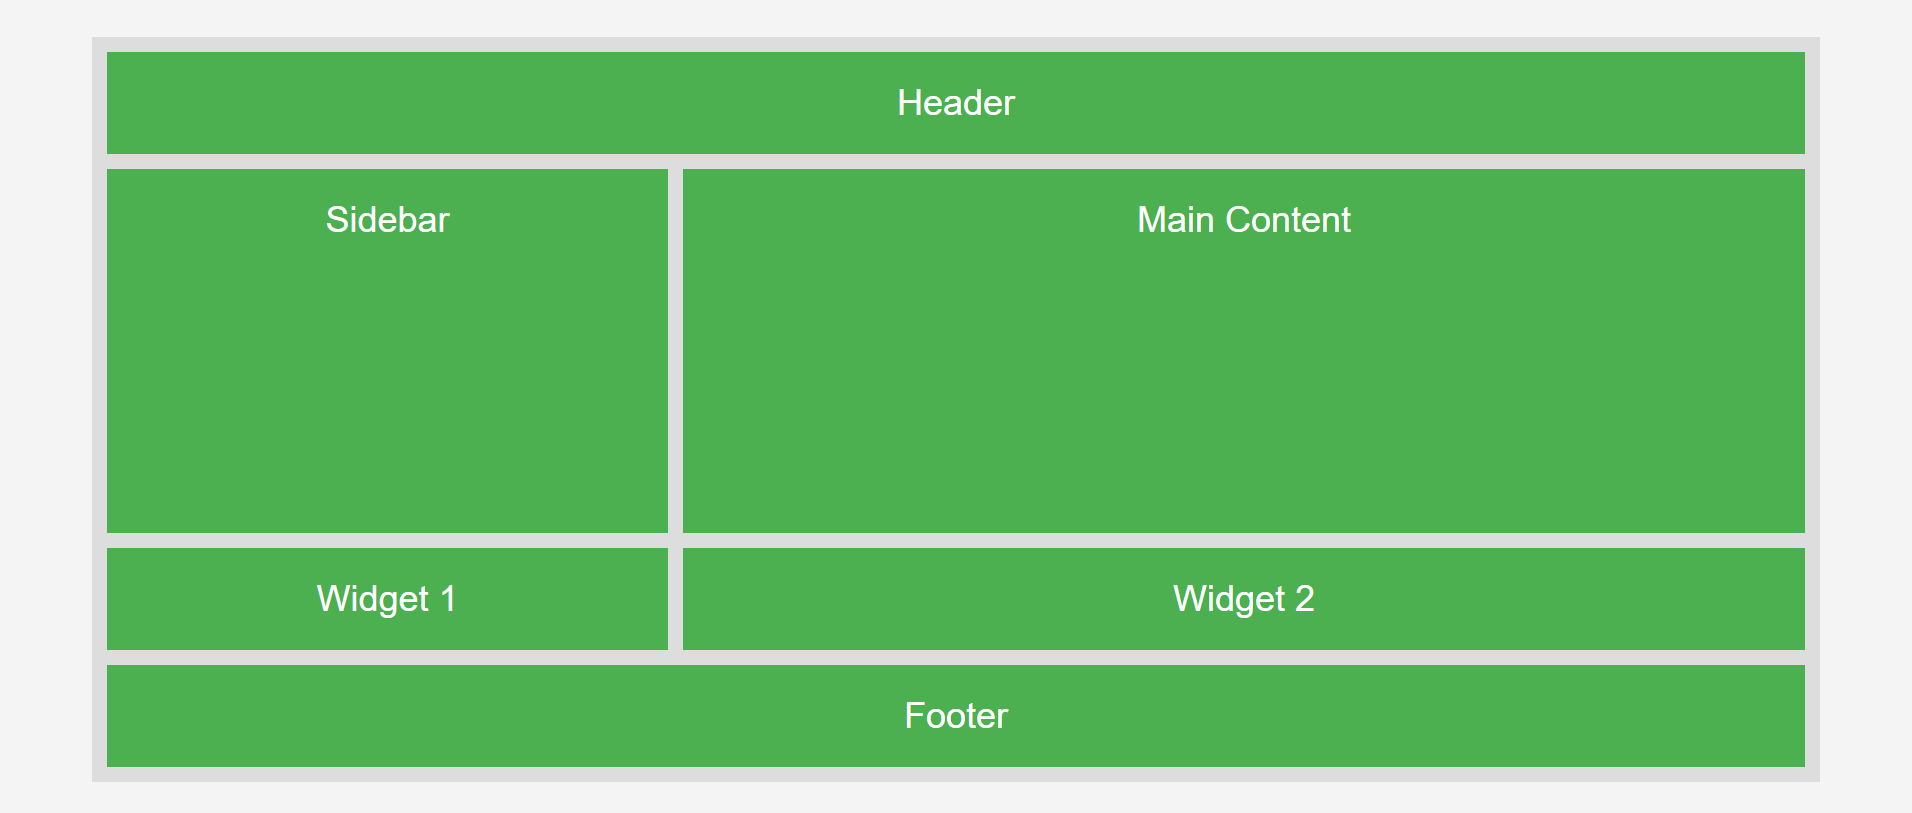 Header
Sidebar
Main Content
Widget 1
Widget 2
Footer